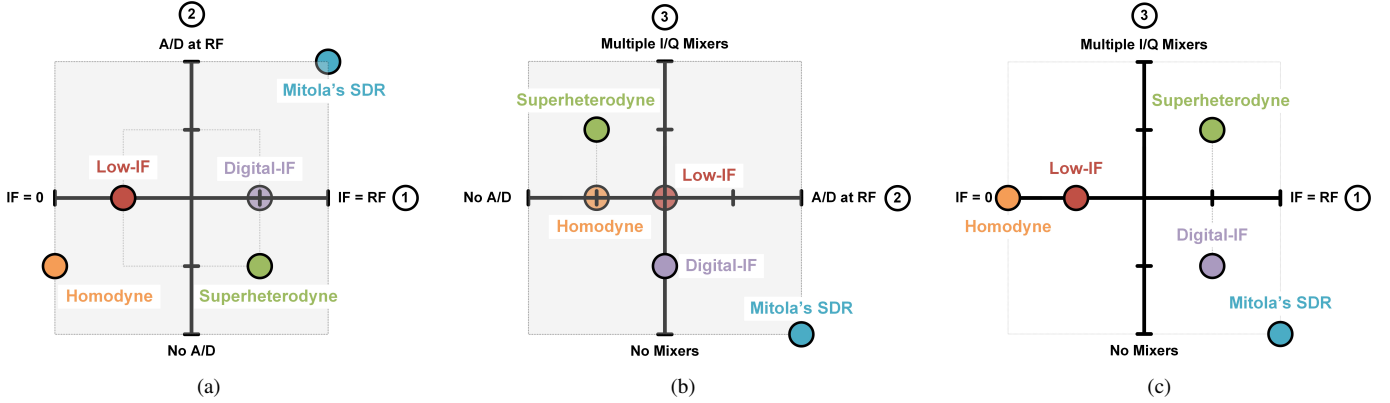 2
A/D at RF
Mitola's SDR
Low-IF
Digital-IF
IF = 0
IF = RF 1
Homodyne
Superheterodyne
No A/D
(a)
3
Multiple I/Q Mixers
Superheterodyne
Low-IF
No A/D
A/D at RF 2
Homodyne
Digital-IF
Mitola's SDR
No Mixers
(b)
3
Multiple I/Q Mixers
Superheterodyne
Low-IF
IF = 0
IF = RF 1
Homodyne
Digital-IF
Mitola's SDR
No Mixers
(c)